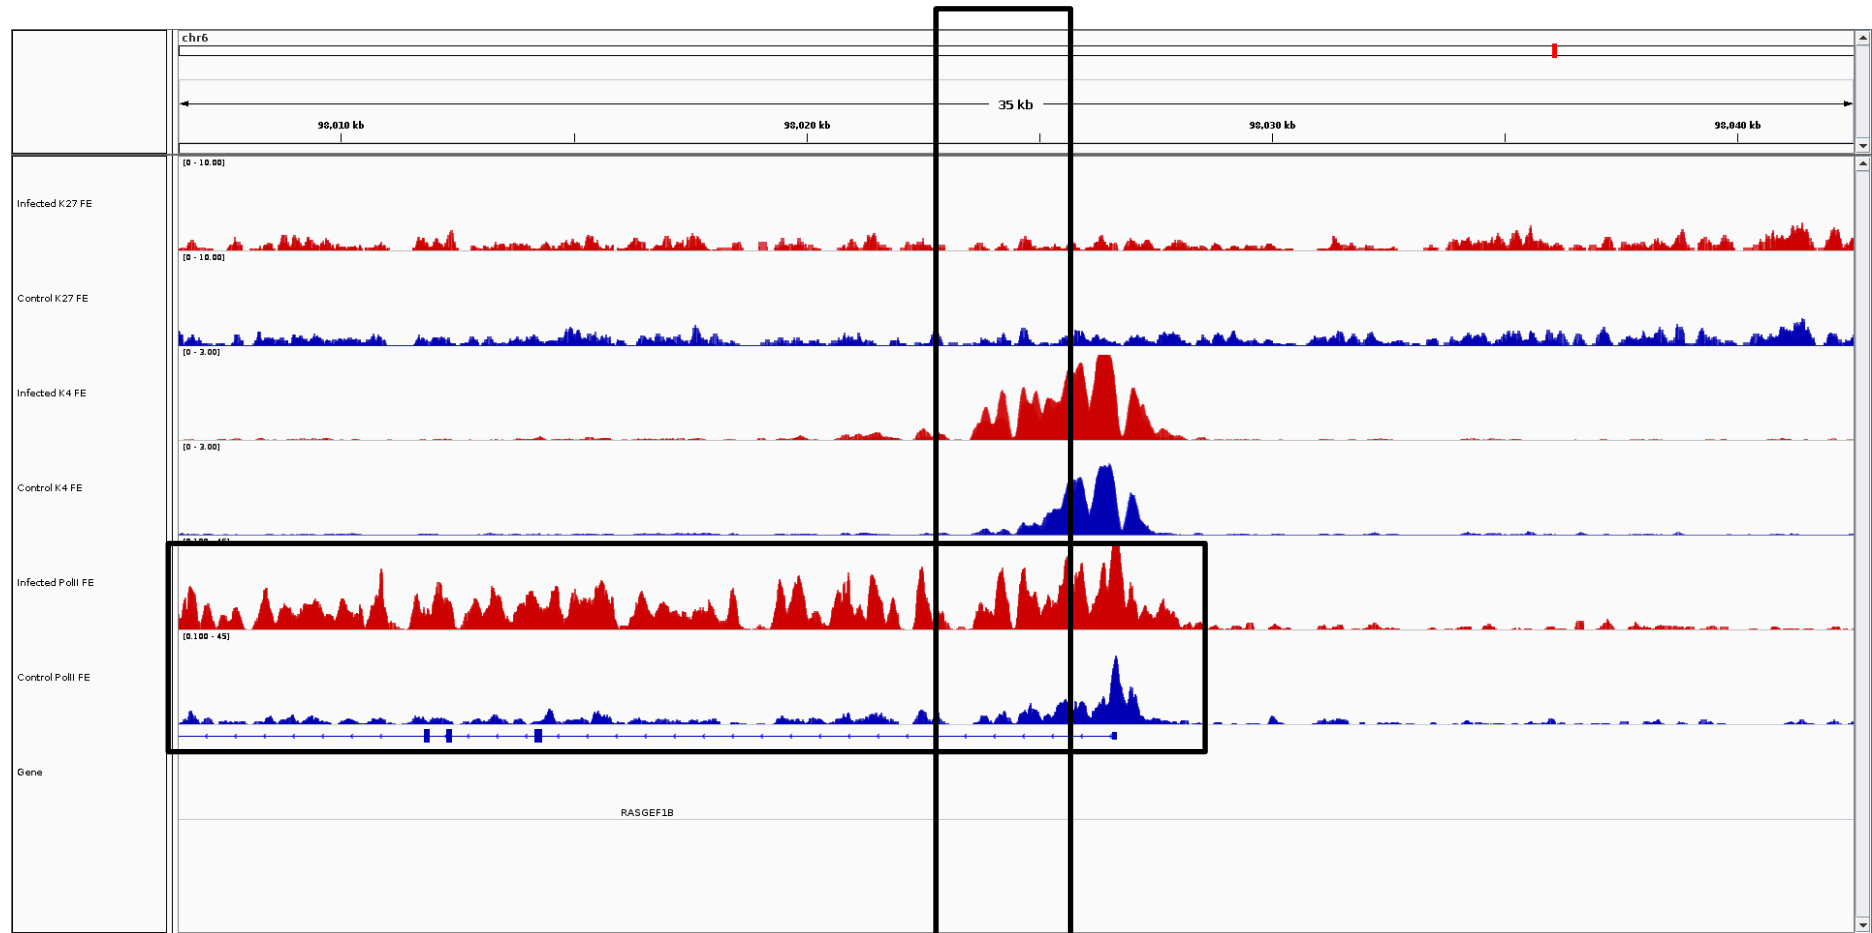 chr6
35 kb
98,010 kb 98,020 kb 98,030 kb 98,040 kb
[0 - 10.00]
Infected K27 FE
[0 - 10.00]
Control K27 FE
[0 - 3.00]
Infected K4 FE
[0 - 3.00]
Control K4 FE
Infected PolII FE
[0.100 - 45]
Control PolII FE
Gene
RASGEF1B